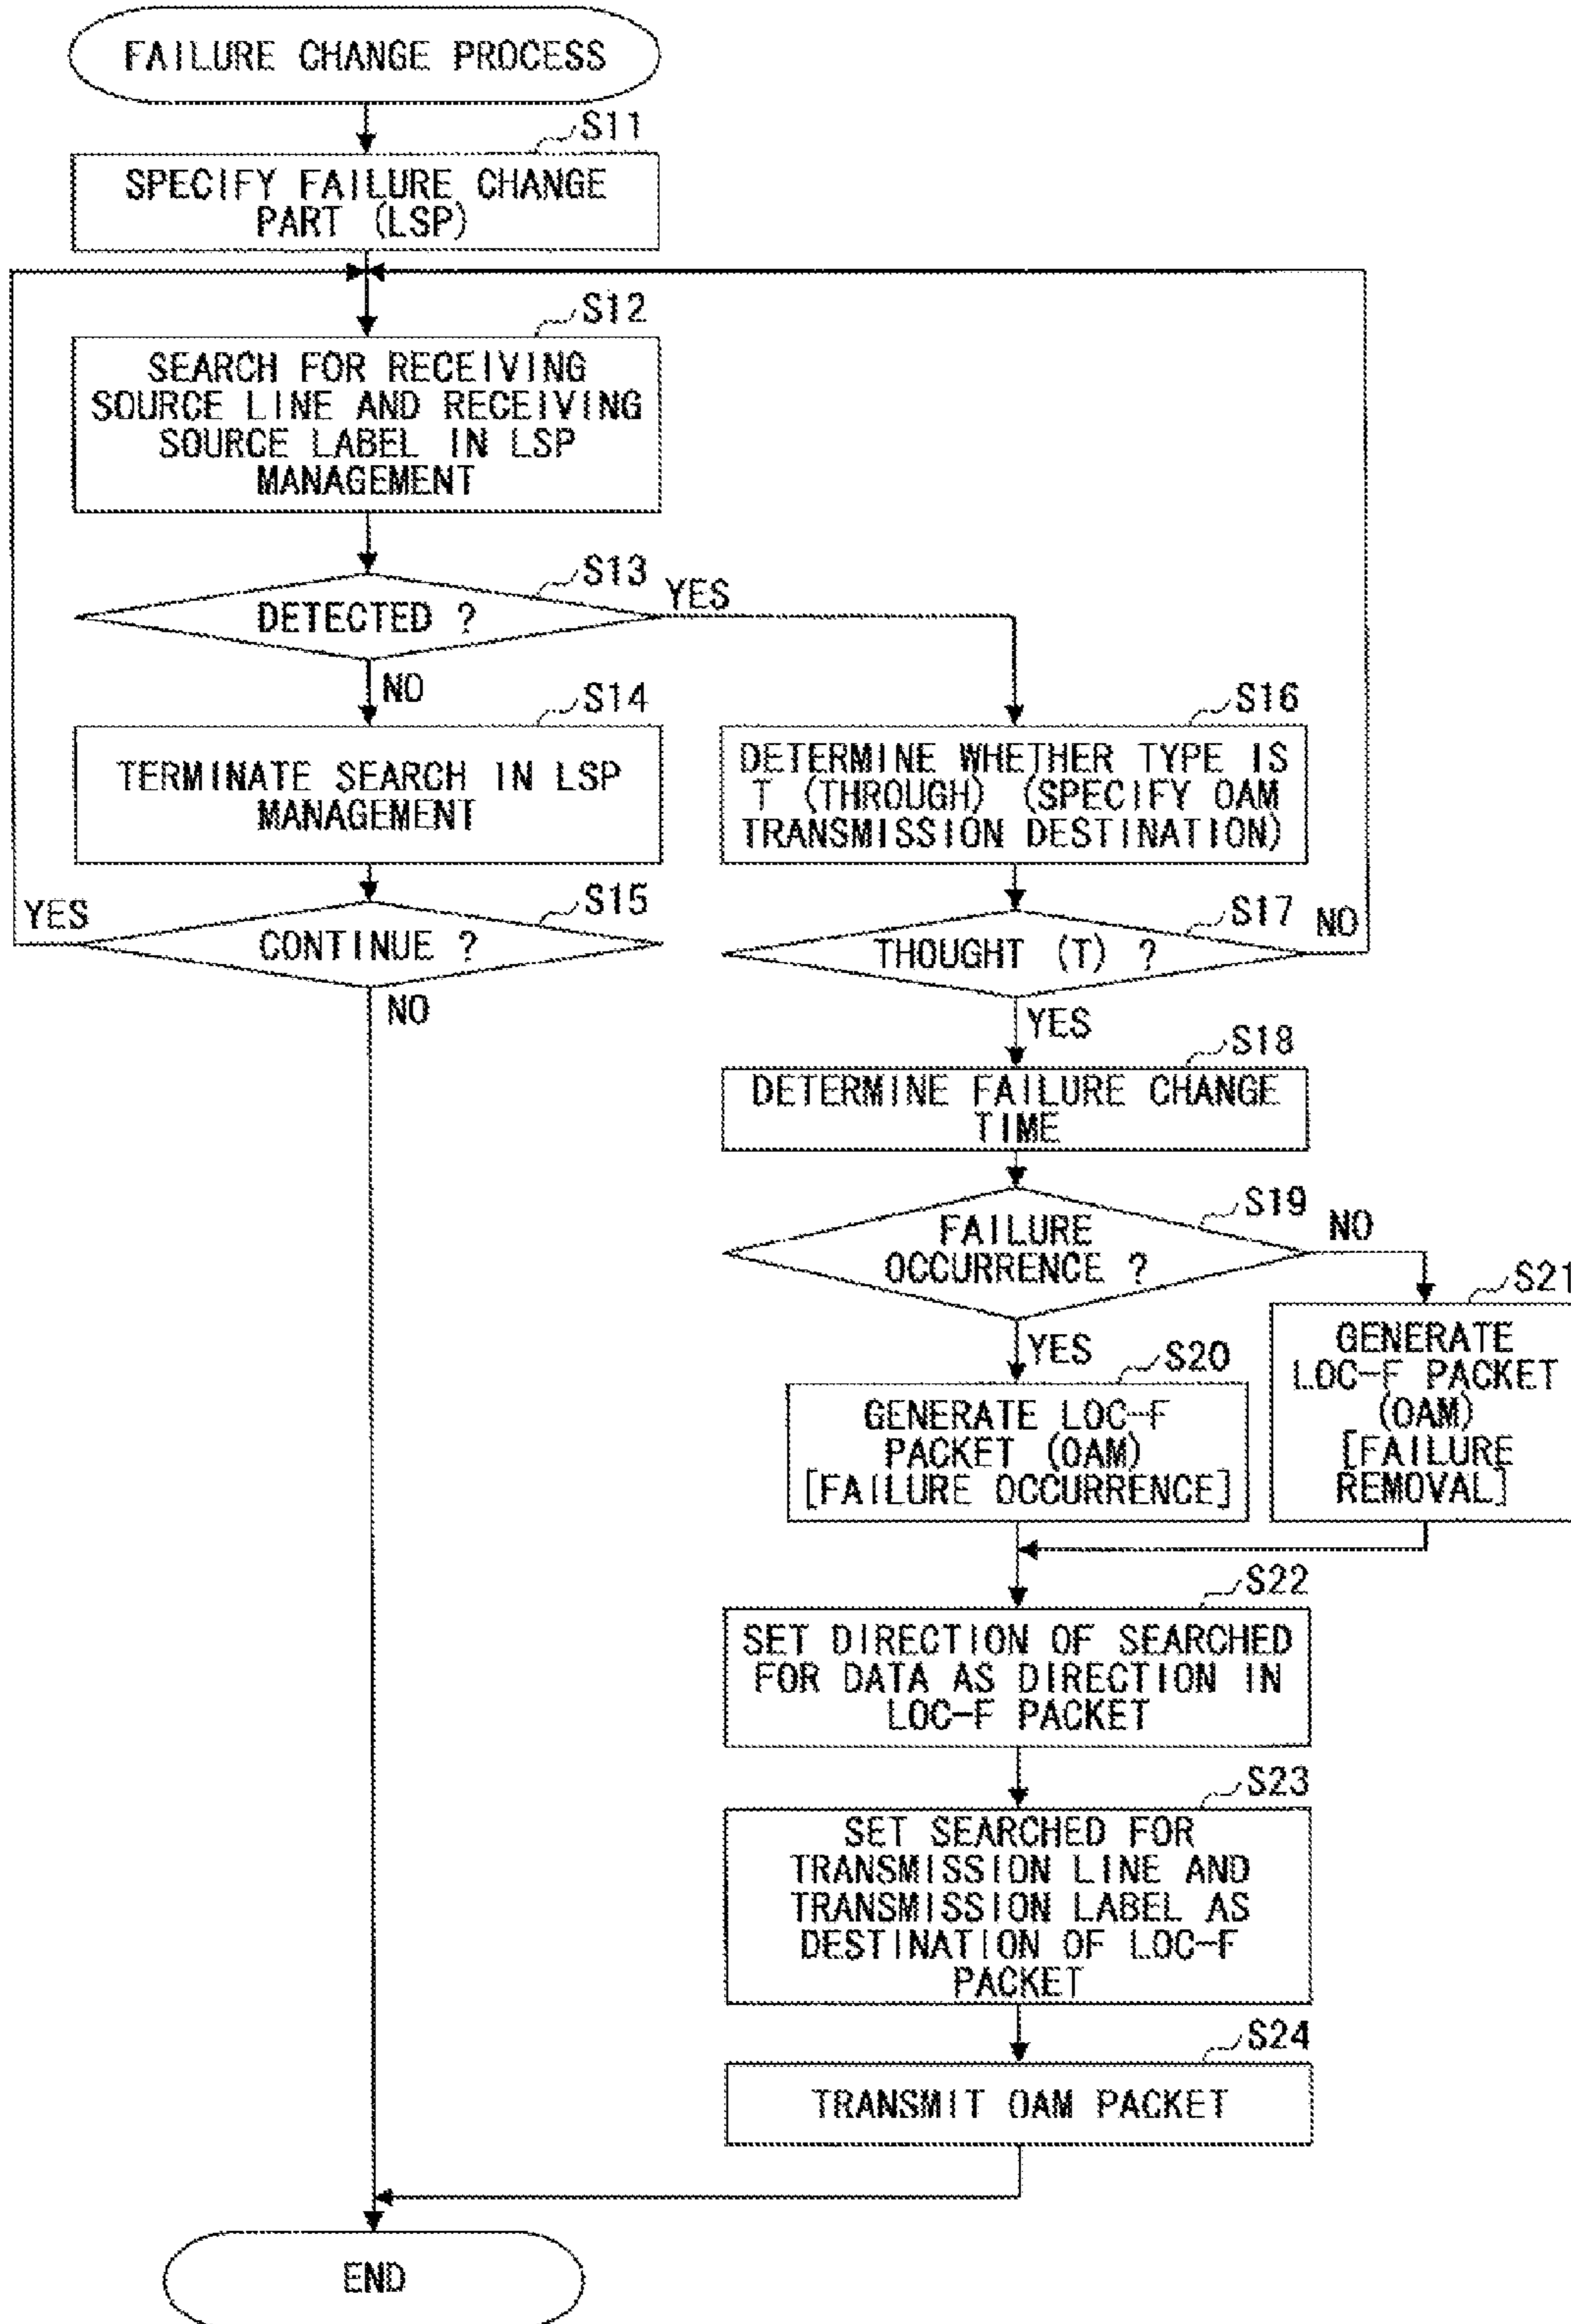 FAILURE CHANGE PROCESS
S11
SPECIFY FAILURE CHANGE
PART (LSP)
S12
SEARCH FOR RECEIVING
SOURCE LINE AND RECEIVING
SOURCE LABEL IN LSP
MANAGEMENT
S13
DETECTED ?
YES
NO
S14
TERMINATE SEARCH IN LSP
MANAGEMENT
S15
YES
CONTINUE ?
NO
S16
DETERMINE WHETHER TYPE IS
T (THROUGH) (SPECIFY OAM
TRANSMISSION DESTINATION)
S17
NO
THOUGHT (T) ?
YES
S18
DETERMINE FAILURE CHANGE
TIME
S19
FAILURE
OCCURRENCE ?
NO
YES
S20
GENERATE LOC-F
PACKET (OAM)
[FAILURE OCCURRENCE]
S21
GENERATE
LOC-F PACKET
(OAM)
[FAILURE
REMOVAL]
S22
SET DIRECTION OF SEARCHED
FOR DATA AS DIRECTION IN
LOC-F PACKET
S23
SET SEARCHED FOR
TRANSMISSION LINE AND
TRANSMISSION LABEL AS
DESTINATION OF LOC-F
PACKET
S24
TRANSMIT OAM PACKET
END